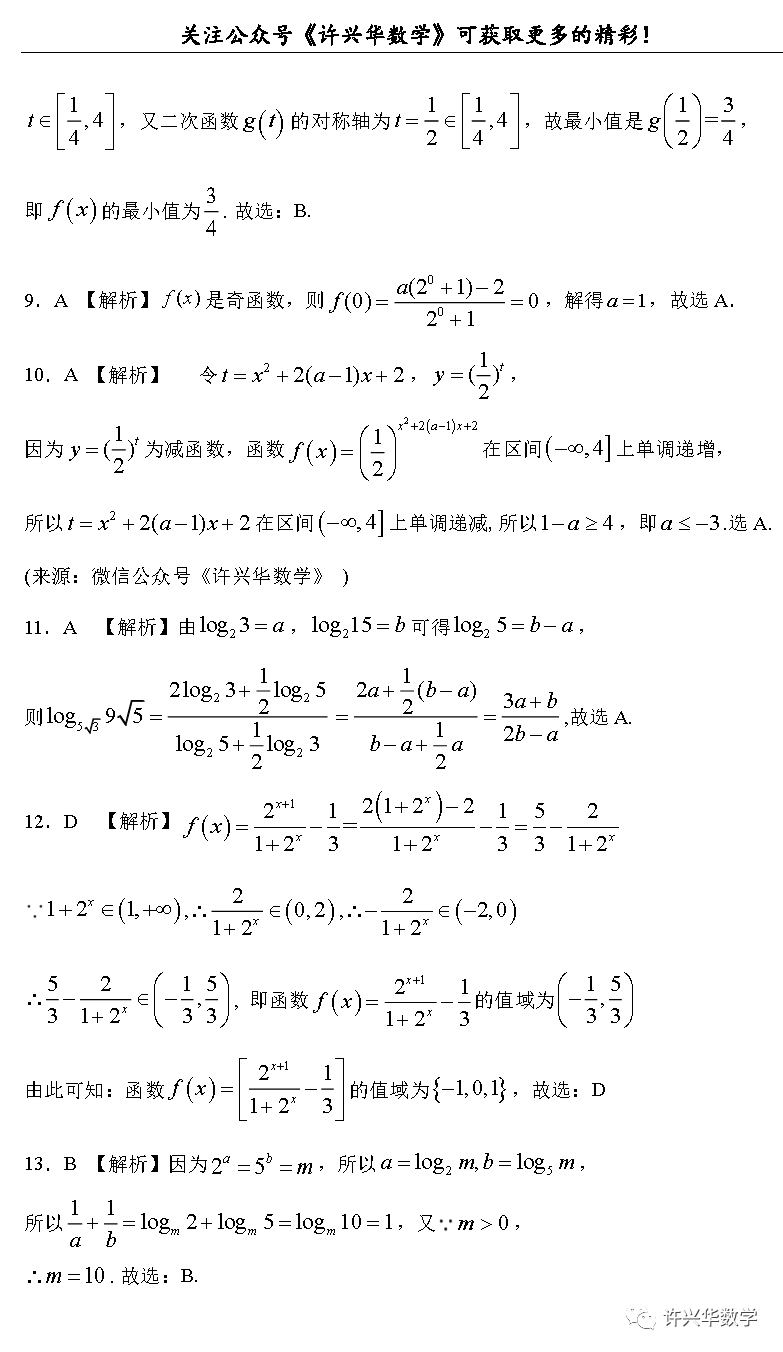 关注公众号《许兴华数学》可获取更多的精彩！
t∈[1/4,4]，又二次函数g(t)的对称轴为t=1/2∈[1/4,4]，故最小值是g(1/2)=3/4，
即f(x)的最小值为3/4. 故选：B.
9．A 【解析】f(x)是奇函数，则f(0)=(a(2^0+1)−2)/(2^0+1)=0，解得a=1，故选A.
10．A 【解析】 令t=x^2+2(a−1)x+2，y=(1/2)^t，
因为y=(1/2)^t为减函数，函数f(x)=(1/2)^(x^2+2(a−1)x+2)在区间(−∞,4]上单调递增，
所以t=x^2+2(a−1)x+2在区间(−∞,4]上单调递减,所以1−a≥4，即a≤−3.选A.
(来源：微信公众号《许兴华数学》 )
11．A 【解析】由log_2 3=a，log_2 15=b可得log_2 5=b−a，
则log_(5√3) 9√5=(2log_2 3+1/2 log_2 5)/(log_2 5+1/2 log_2 3)=(2a+1/2(b−a))/(b−a+1/2 a)=(3a+b)/(2b−a),故选A.
12．D 【解析】f(x)=2^(x+1)/(1+2^x)−1/3=(2(1+2^x)−2)/(1+2^x)−1/3=5/3−2/(1+2^x)
∵1+2^x∈(1,+∞),∴2/(1+2^x)∈(0,2),∴−2/(1+2^x)∈(−2,0)
∴5/3−2/(1+2^x)∈(−1/3,5/3)，即函数f(x)=2^(x+1)/(1+2^x)−1/3的值域为(−1/3,5/3)
由此可知：函数f(x)=[2^(x+1)/(1+2^x)−1/3]的值域为{−1,0,1}，故选：D
13．B 【解析】因为2^a=5^b=m，所以a=log_2 m,b=log_5 m，
所以1/a+1/b=log_m 2+log_m 5=log_m 10=1，又∵m>0，
∴m=10. 故选：B.
许兴华数学